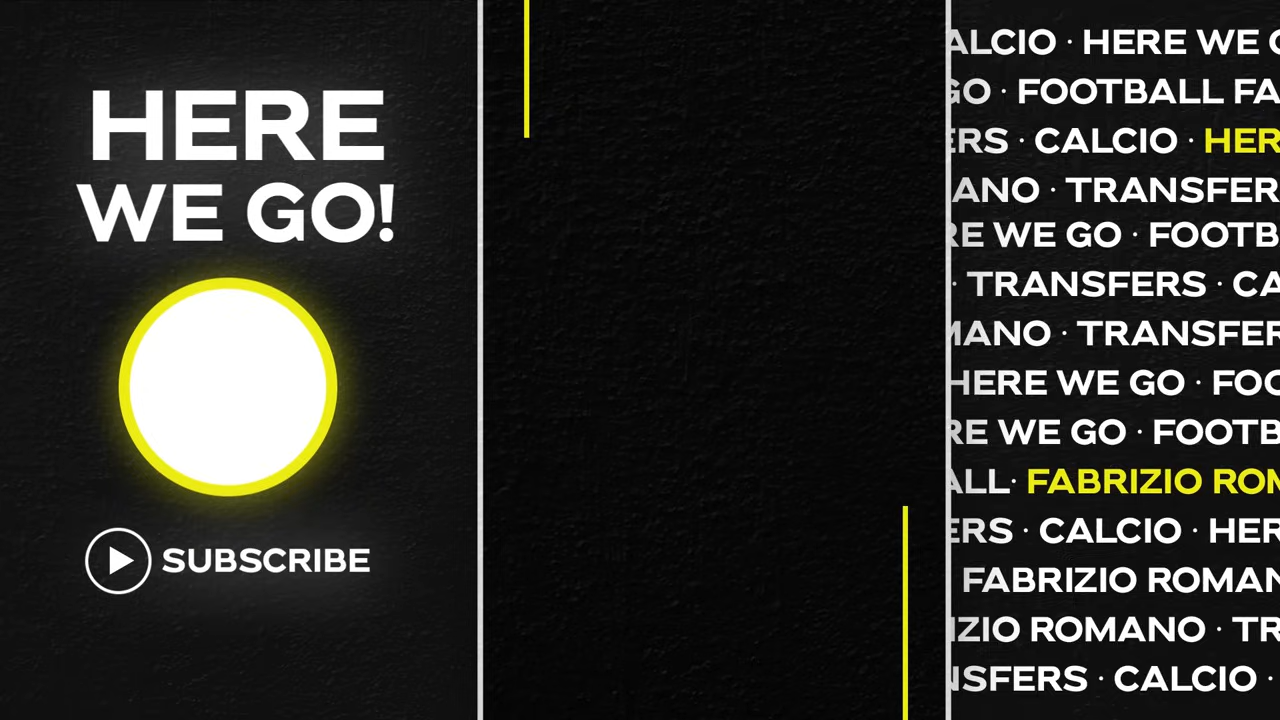 HERE
WE GO!
SUBSCRIBE
ALCIO · HERE WE G
GO · FOOTBALL FA
ERS · CALCIO · HER
ANO · TRANSFER
RE WE GO · FOOTB
· TRANSFERS · CA
MANO · TRANSFER
HERE WE GO · FOO
RE WE GO · FOOTB
ALL· FABRIZIO ROM
ERS · CALCIO · HER
FABRIZIO ROMAN
IZIO ROMANO · TR
NSFERS · CALCIO ·